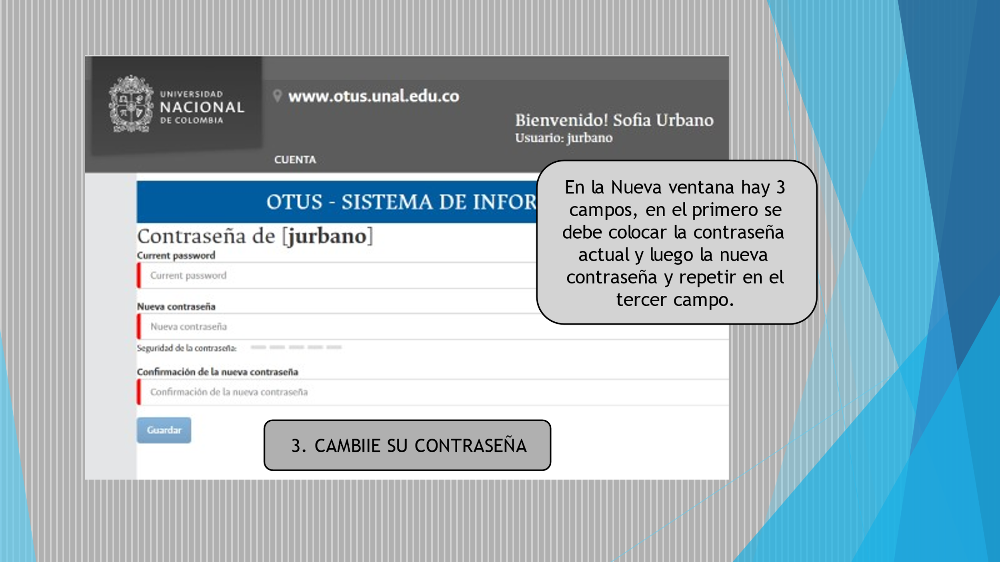 UNIVERSIDAD
NACIONAL
DE COLOMBIA
www.otus.unal.edu.co
Bienvenido! Sofia Urbano
Usuario: jurbano
CUENTA
OTUS - SISTEMA DE INFOR
Contraseña de [jurbano]
Current password
Current password
Nueva contraseña
Nueva contraseña
Seguridad de la contraseña:
Confirmación de la nueva contraseña
Confirmación de la nueva contraseña
Guardar
En la Nueva ventana hay 3
campos, en el primero se
debe colocar la contraseña
actual y luego la nueva
contraseña y repetir en el
tercer campo.
3. CAMBIIE SU CONTRASEÑA